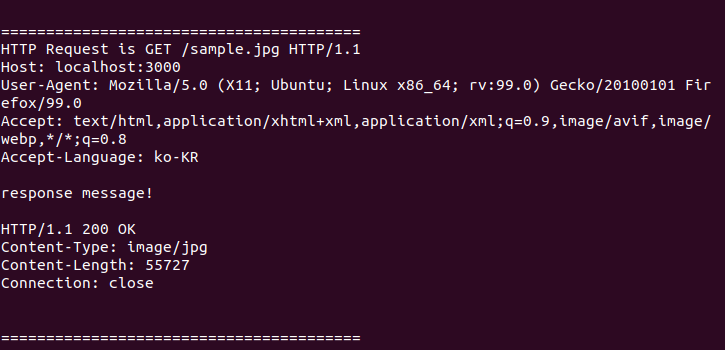 ========================================
HTTP Request is GET /sample.jpg HTTP/1.1
Host: localhost:3000
User-Agent: Mozilla/5.0 (X11; Ubuntu; Linux x86_64; rv:99.0) Gecko/20100101 Fir
efox/99.0
Accept: text/html,application/xhtml+xml,application/xml;q=0.9,image/avif,image/
webp,*/*;q=0.8
Accept-Language: ko-KR
response message!
HTTP/1.1 200 OK
Content-Type: image/jpg
Content-Length: 55727
Connection: close
========================================